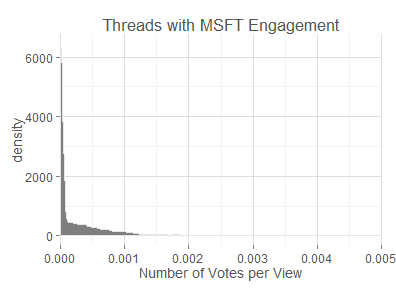 Threads with MSFT Engagement
density
6000
4000
2000
0
0.000 0.001 0.002 0.003 0.004 0.005
Number of Votes per View